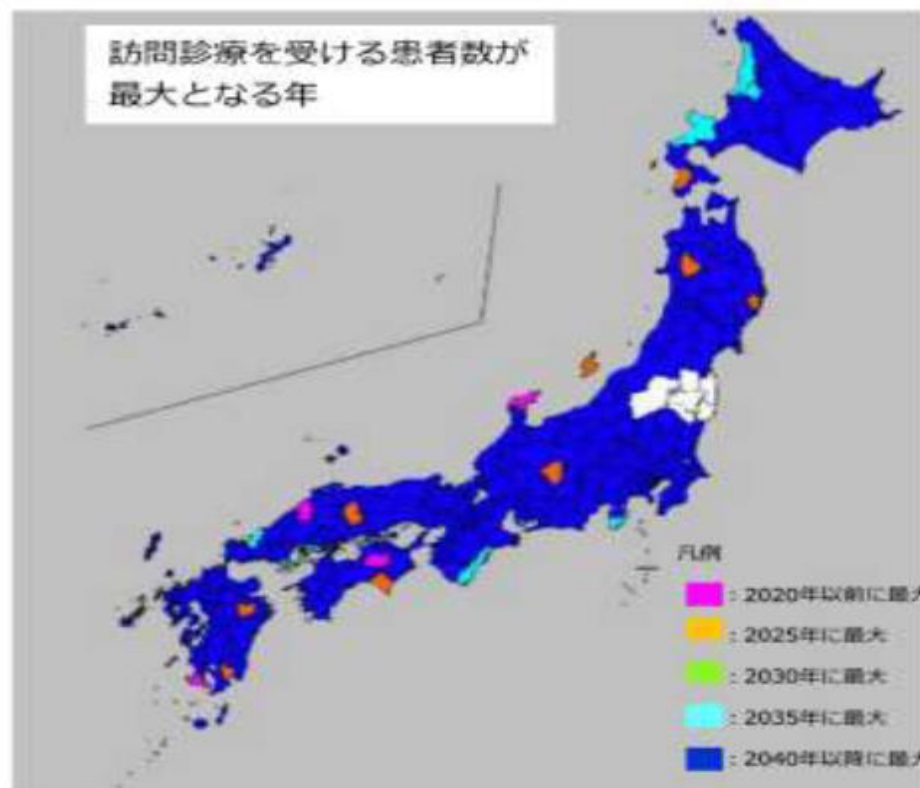 訪問診療を受ける患者数が
最大となる年
凡例
：2020年以前に最大
：2025年に最大
：2030年に最大
：2035年に最大
：2040年以降に最大